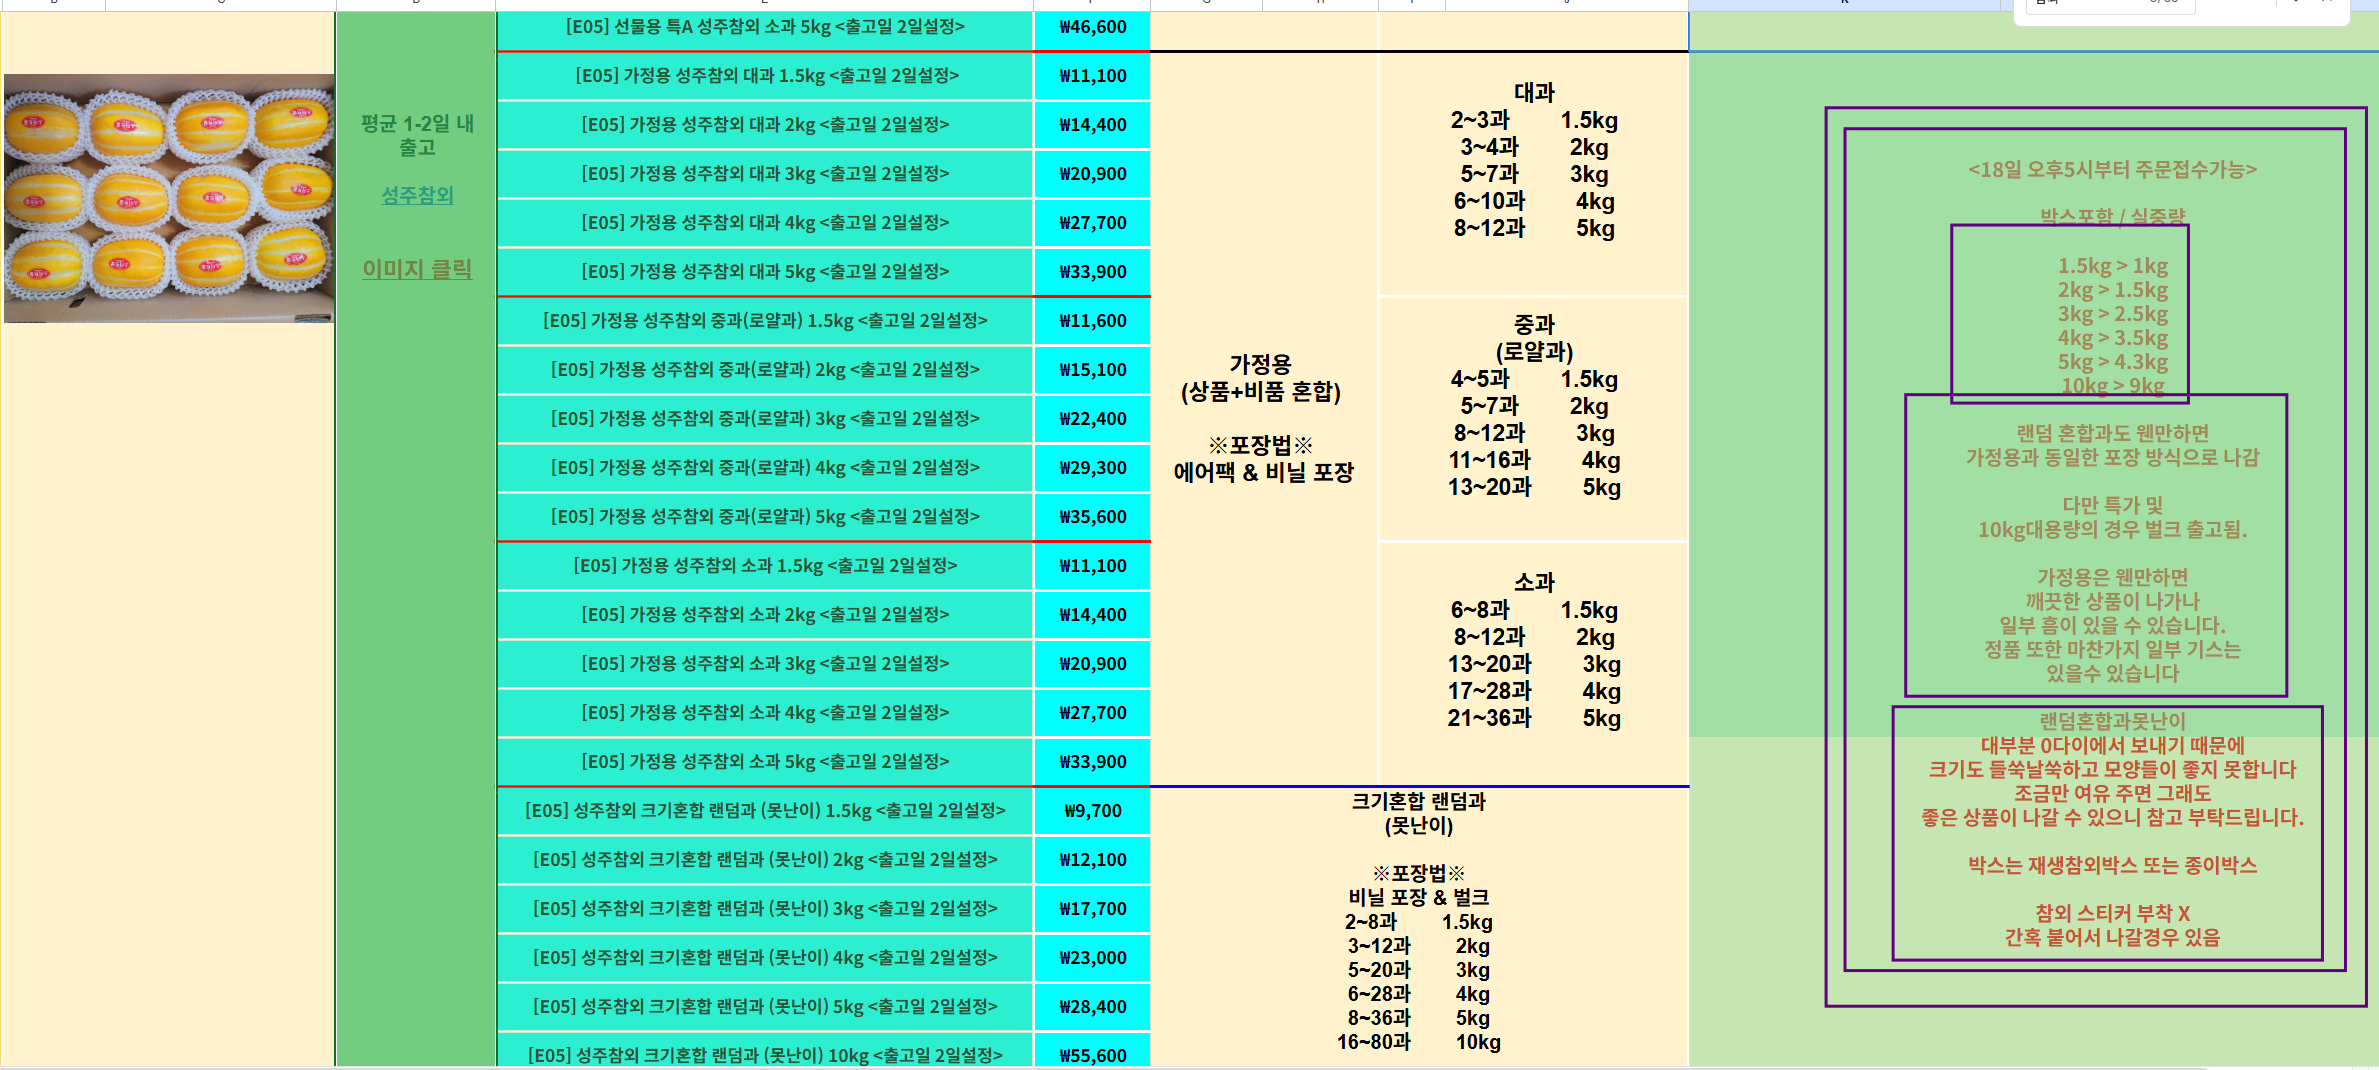 [E05] 선물용 특A 성주참외 소과 5kg <출고일 2일설정> ₩46,600
평균 1-2일 내
출고
성주참외
이미지 클릭
[E05] 가정용 성주참외 대과 1.5kg <출고일 2일설정> ₩11,100
[E05] 가정용 성주참외 대과 2kg <출고일 2일설정> ₩14,400
[E05] 가정용 성주참외 대과 3kg <출고일 2일설정> ₩20,900
[E05] 가정용 성주참외 대과 4kg <출고일 2일설정> ₩27,700
[E05] 가정용 성주참외 대과 5kg <출고일 2일설정> ₩33,900
[E05] 가정용 성주참외 중과(로얄과) 1.5kg <출고일 2일설정> ₩11,600
[E05] 가정용 성주참외 중과(로얄과) 2kg <출고일 2일설정> ₩15,100
[E05] 가정용 성주참외 중과(로얄과) 3kg <출고일 2일설정> ₩22,400
[E05] 가정용 성주참외 중과(로얄과) 4kg <출고일 2일설정> ₩29,300
[E05] 가정용 성주참외 중과(로얄과) 5kg <출고일 2일설정> ₩35,600
[E05] 가정용 성주참외 소과 1.5kg <출고일 2일설정> ₩11,100
[E05] 가정용 성주참외 소과 2kg <출고일 2일설정> ₩14,400
[E05] 가정용 성주참외 소과 3kg <출고일 2일설정> ₩20,900
[E05] 가정용 성주참외 소과 4kg <출고일 2일설정> ₩27,700
[E05] 가정용 성주참외 소과 5kg <출고일 2일설정> ₩33,900
[E05] 성주참외 크기혼합 랜덤과 (못난이) 1.5kg <출고일 2일설정> ₩9,700
[E05] 성주참외 크기혼합 랜덤과 (못난이) 2kg <출고일 2일설정> ₩12,100
[E05] 성주참외 크기혼합 랜덤과 (못난이) 3kg <출고일 2일설정> ₩17,700
[E05] 성주참외 크기혼합 랜덤과 (못난이) 4kg <출고일 2일설정> ₩23,000
[E05] 성주참외 크기혼합 랜덤과 (못난이) 5kg <출고일 2일설정> ₩28,400
[E05] 성주참외 크기혼합 랜덤과 (못난이) 10kg <출고일 2일설정> ₩55,600
가정용
(상품+비품 혼합)
※포장법※
에어팩 & 비닐 포장
대과
2~3과 1.5kg
3~4과 2kg
5~7과 3kg
6~10과 4kg
8~12과 5kg
중과
(로얄과)
4~5과 1.5kg
5~7과 2kg
8~12과 3kg
11~16과 4kg
13~20과 5kg
소과
6~8과 1.5kg
8~12과 2kg
13~20과 3kg
17~28과 4kg
21~36과 5kg
크기혼합 랜덤과
(못난이)
※포장법※
비닐 포장 & 벌크
2~8과 1.5kg
3~12과 2kg
5~20과 3kg
6~28과 4kg
8~36과 5kg
16~80과 10kg
<18일 오후5시부터 주문접수가능>
박스포함 / 실중량
1.5kg > 1kg
2kg > 1.5kg
3kg > 2.5kg
4kg > 3.5kg
5kg > 4.3kg
10kg > 9kg
랜덤 혼합과도 웬만하면
가정용과 동일한 포장 방식으로 나감
다만 특가 및
10kg대용량의 경우 벌크 출고됨.
가정용은 웬만하면
깨끗한 상품이 나가나
일부 흠이 있을 수 있습니다.
정품 또한 마찬가지 일부 기스는
있을수 있습니다
랜덤혼합과못난이
대부분 0다이에서 보내기 때문에
크기도 들쑥날쑥하고 모양들이 좋지 못합니다
조금만 여유 주면 그래도
좋은 상품이 나갈 수 있으니 참고 부탁드립니다.
박스는 재생참외박스 또는 종이박스
참외 스티커 부착 X
간혹 붙어서 나갈경우 있음